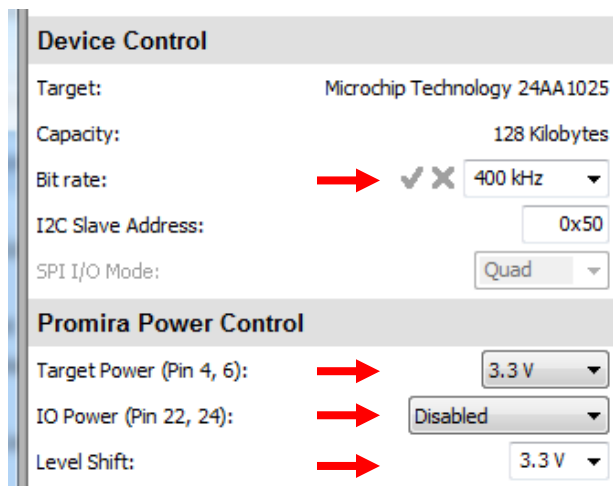 Device Control
Target: Microchip Technology 24AA1025
Capacity: 128 Kilobytes
Bit rate: 400 kHz
I2C Slave Address: 0x50
SPI I/O Mode: Quad
Promira Power Control
Target Power (Pin 4, 6): 3.3 V
IO Power (Pin 22, 24): Disabled
Level Shift: 3.3 V